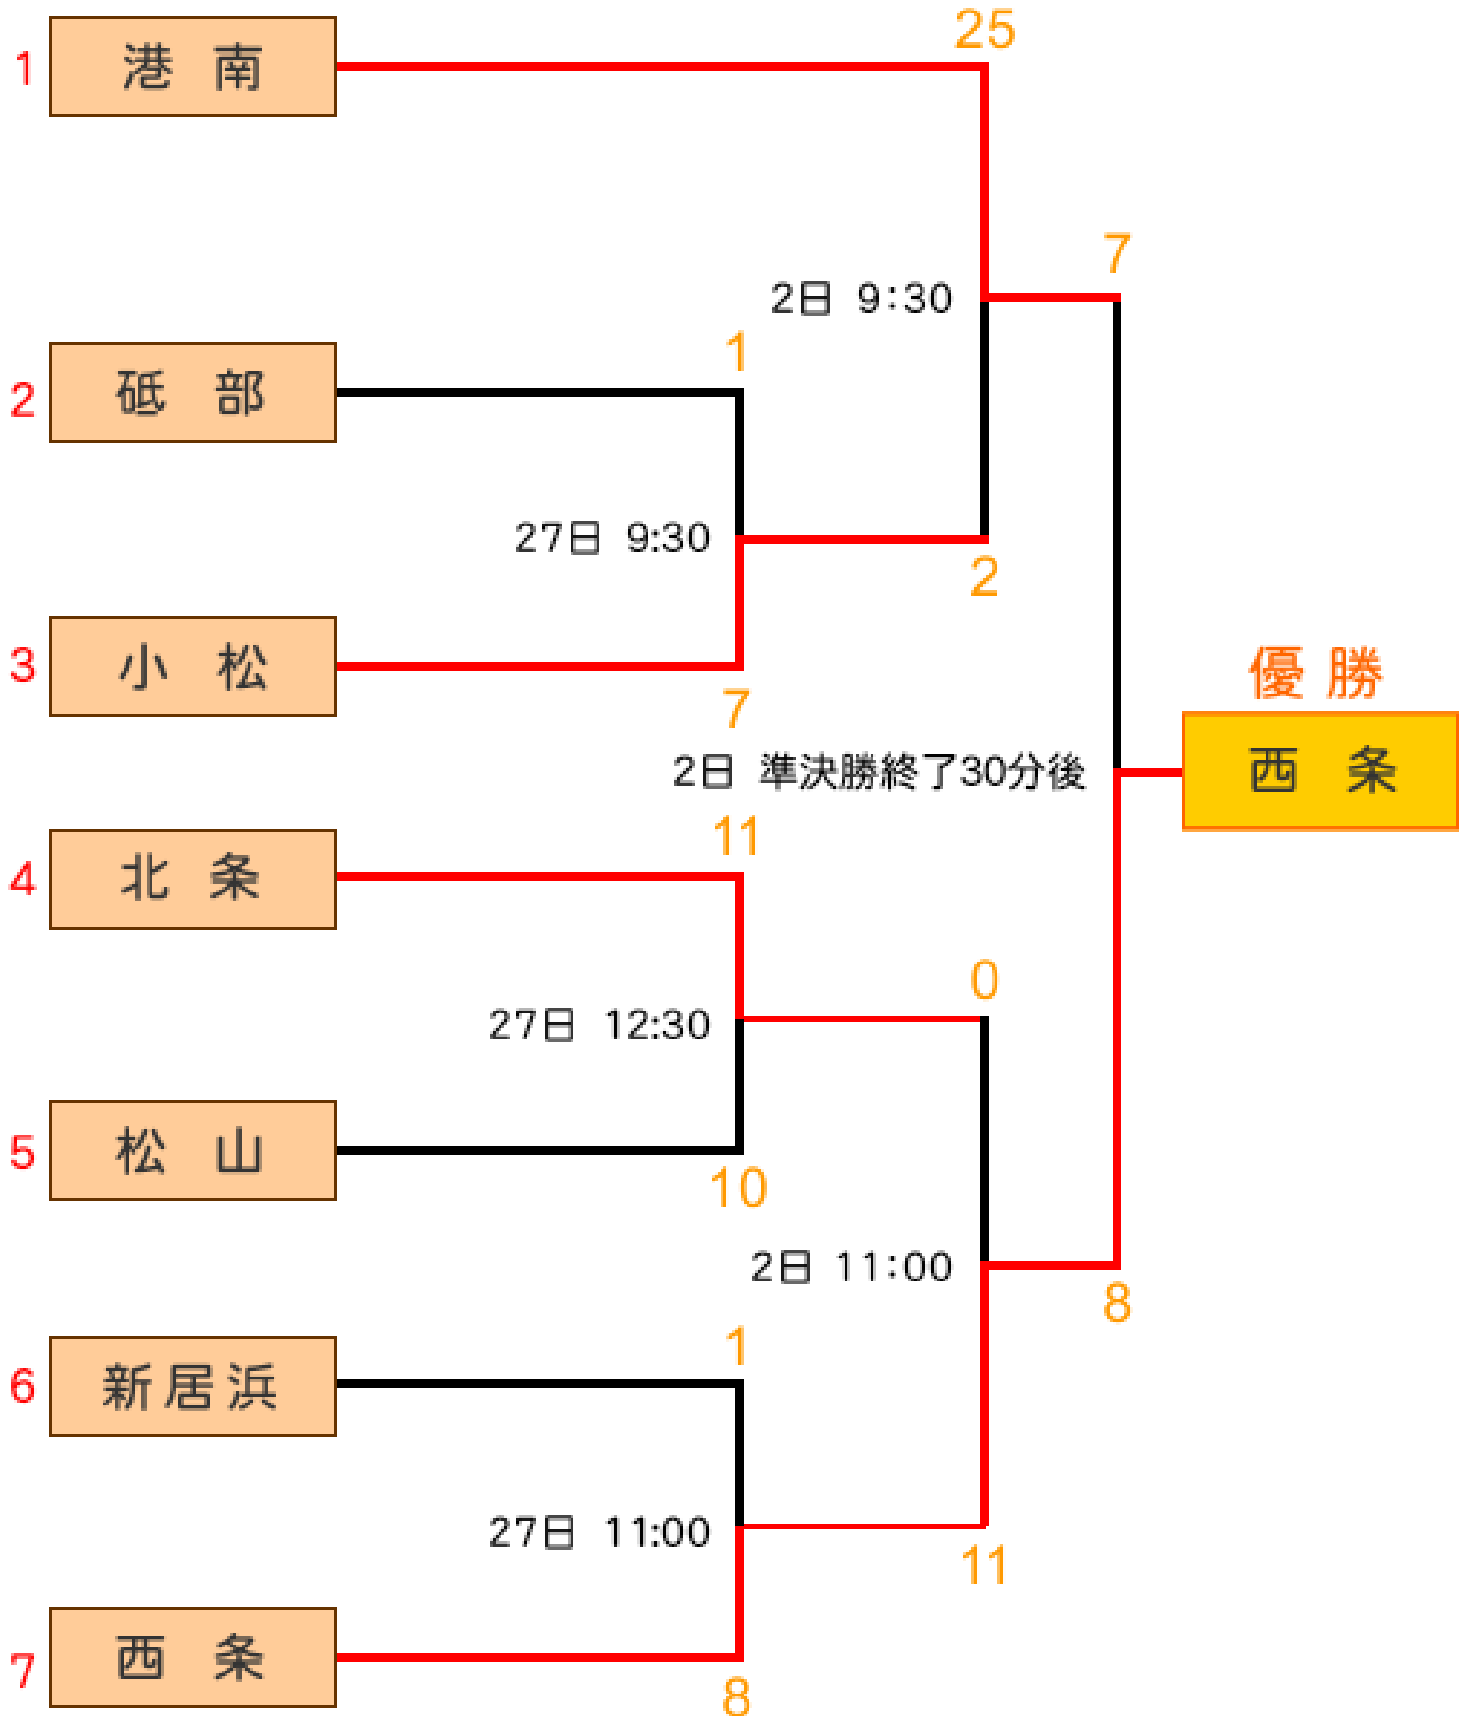 25
1 港 南
7
2日 9:30
1
2 砥 部
27日 9:30
2
3 小 松
優 勝
7
西 条
2日 準決勝終了30分後
11
4 北 条
0
27日 12:30
5 松 山
10
2日 11:00
8
1
6 新居浜
27日 11:00
11
7 西 条
8